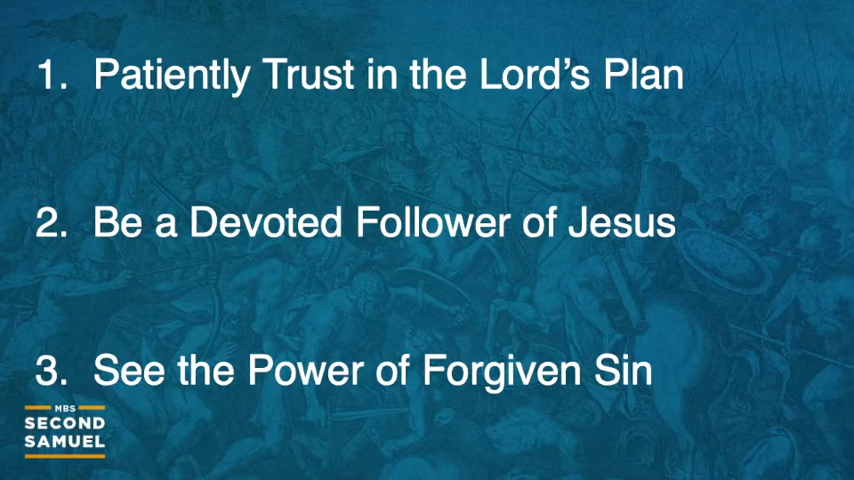 1. Patiently Trust in the Lord’s Plan
2. Be a Devoted Follower of Jesus
3. See the Power of Forgiven Sin
MBS
SECOND
SAMUEL